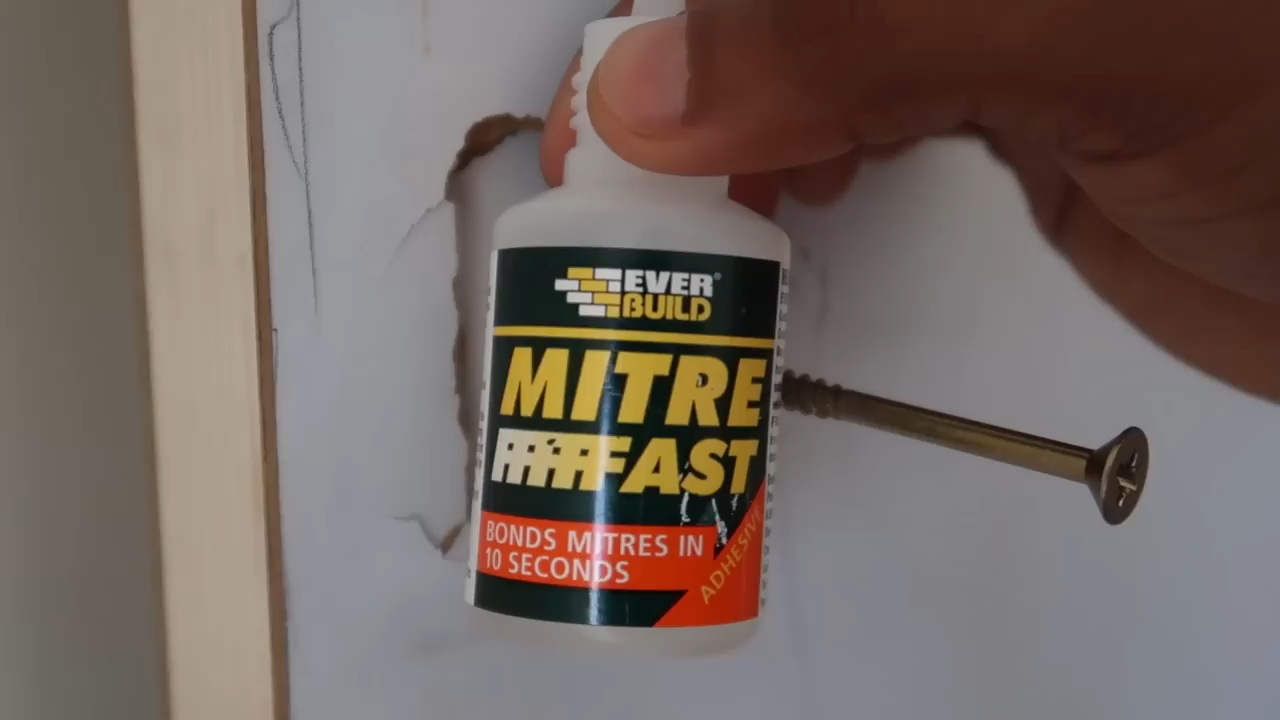 EVER
BUILD
MITRE
FAST
BONDS MITRES IN
10 SECONDS
ADHESIVE